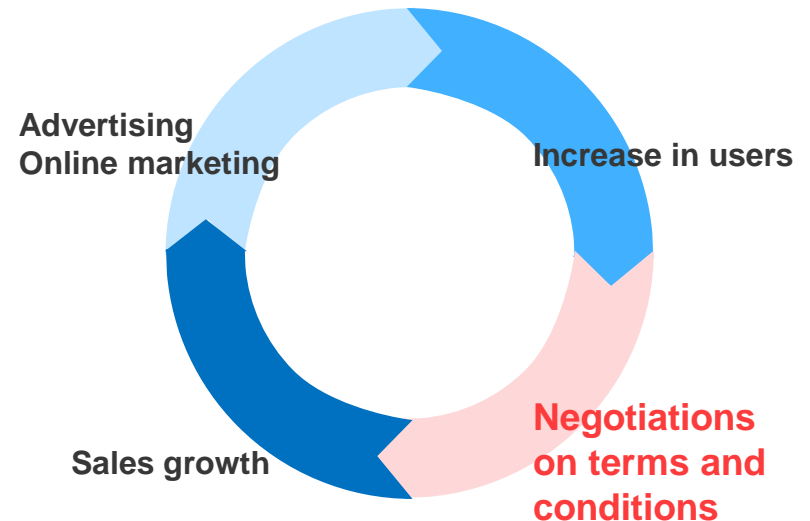 Advertising
Online marketing
Increase in users
Negotiations
on terms and
conditions
Sales growth